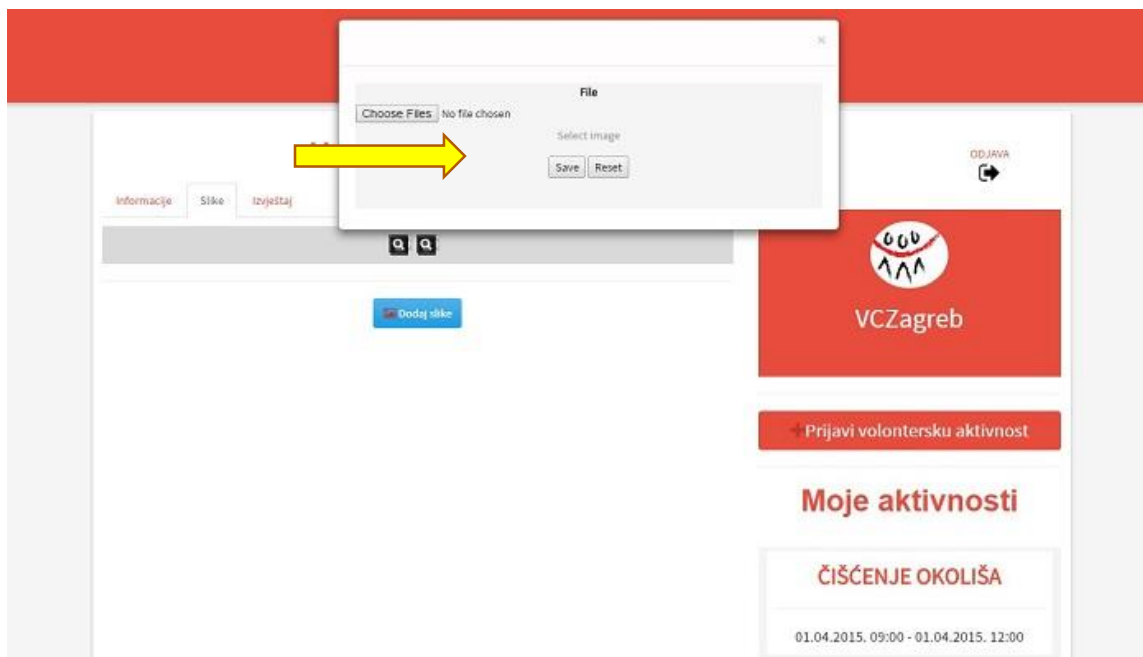 ×
File
Choose Files No file chosen
Select image
Save Reset
ODJAVA
Informacije Slike Izvještaj
Dodaj slike
VCZagreb
Prijavi volontersku aktivnost
Moje aktivnosti
ČIŠĆENJE OKOLIŠA
01.04.2015. 09:00 - 01.04.2015. 12:00